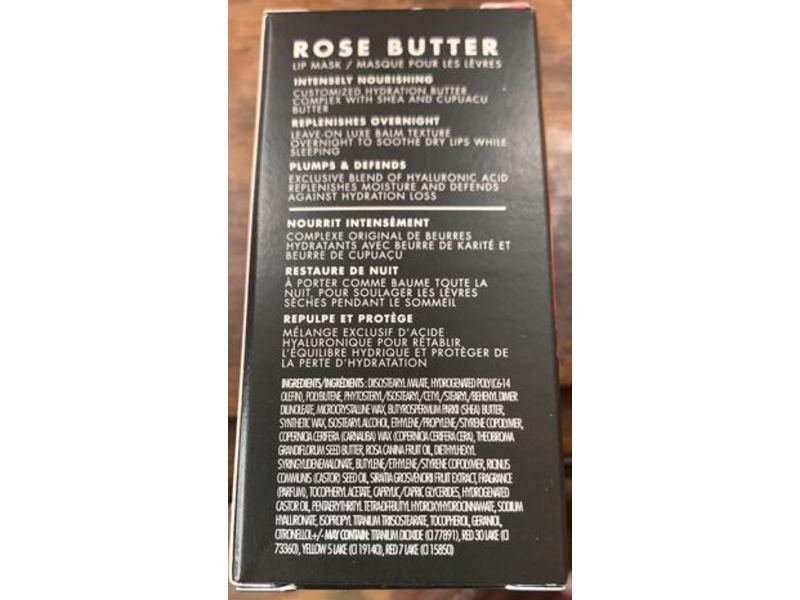 ROSE BUTTER
LIP MASK / MASQUE POUR LES LÈVRES
INTENSELY NOURISHING
CUSTOMIZED HYDRATION BUTTER
COMPLEX WITH SHEA AND CUPUACU
BUTTER
REPLENISHES OVERNIGHT
LEAVE-ON LUXE BALM TEXTURE
OVERNIGHT TO SOOTHE DRY LIPS WHILE
SLEEPING
PLUMPS & DEFENDS
EXCLUSIVE BLEND OF HYALURONIC ACID
REPLENISHES MOISTURE AND DEFENDS
AGAINST HYDRATION LOSS
NOURRIT INTENSÉMENT
COMPLEXE ORIGINAL DE BEURRES
HYDRATANTS AVEC BEURRE DE KARITÉ ET
BEURRE DE CUPUAÇU
RESTAURE DE NUIT
À PORTER COMME BAUME TOUTE LA
NUIT, POUR SOULAGER LES LÈVRES
SÈCHES PENDANT LE SOMMEIL
REPULPE ET PROTÈGE
MÉLANGE EXCLUSIF D'ACIDE
HYALURONIQUE POUR RÉTABLIR
L'ÉQUILIBRE HYDRIQUE ET PROTÉGER DE
LA PERTE D'HYDRATATION
INGREDIENTS/INGRÉDIENTS : DIISOSTEARYL MALATE, HYDROGENATED POLY(C6-14
OLEFIN), POLYBUTENE, PHYTOSTERYL/ISOSTEARYL/CETYL/STEARYL/BEHENYL DIMER
DILINOLEATE, MICROCRYSTALLINE WAX, BUTYROSPERMUM PARKII (SHEA) BUTTER,
SYNTHETIC WAX, ISOSTEARYL ALCOHOL, ETHYLENE/PROPYLENE/STYRENE COPOLYMER,
COPERNICIA CERIFERA (CARNAUBA) WAX (COPERNICIA CERIFERA CERA), THEOBROMA
GRANDIFLORUM SEED BUTTER, ROSA CANINA FRUIT OIL, DIETHYLHEXYL
SYRINGYLIDENEMALONATE, BUTYLENE/ETHYLENE/STYRENE COPOLYMER, RICINUS
COMMUNIS (CASTOR) SEED OIL, SIRAITIA GROSVENORII FRUIT EXTRACT, FRAGRANCE
(PARFUM), TOCOPHERYL ACETATE, CAPRYLIC/CAPRIC GLYCERIDES, HYDROGENATED
CASTOR OIL, PENTAERYTHRITYL TETRA-DI-T-BUTYL HYDROXYHYDROCINNAMATE, SODIUM
HYALURONATE, ISOPROPYL TITANIUM TRIISOSTEARATE, TOCOPHEROL, GERANIOL,
CITRONELLOL +/- MAY CONTAIN: TITANIUM DIOXIDE (CI 77891), RED 30 LAKE (CI
73360), YELLOW 5 LAKE (CI 19140), RED 7 LAKE (CI 15850)